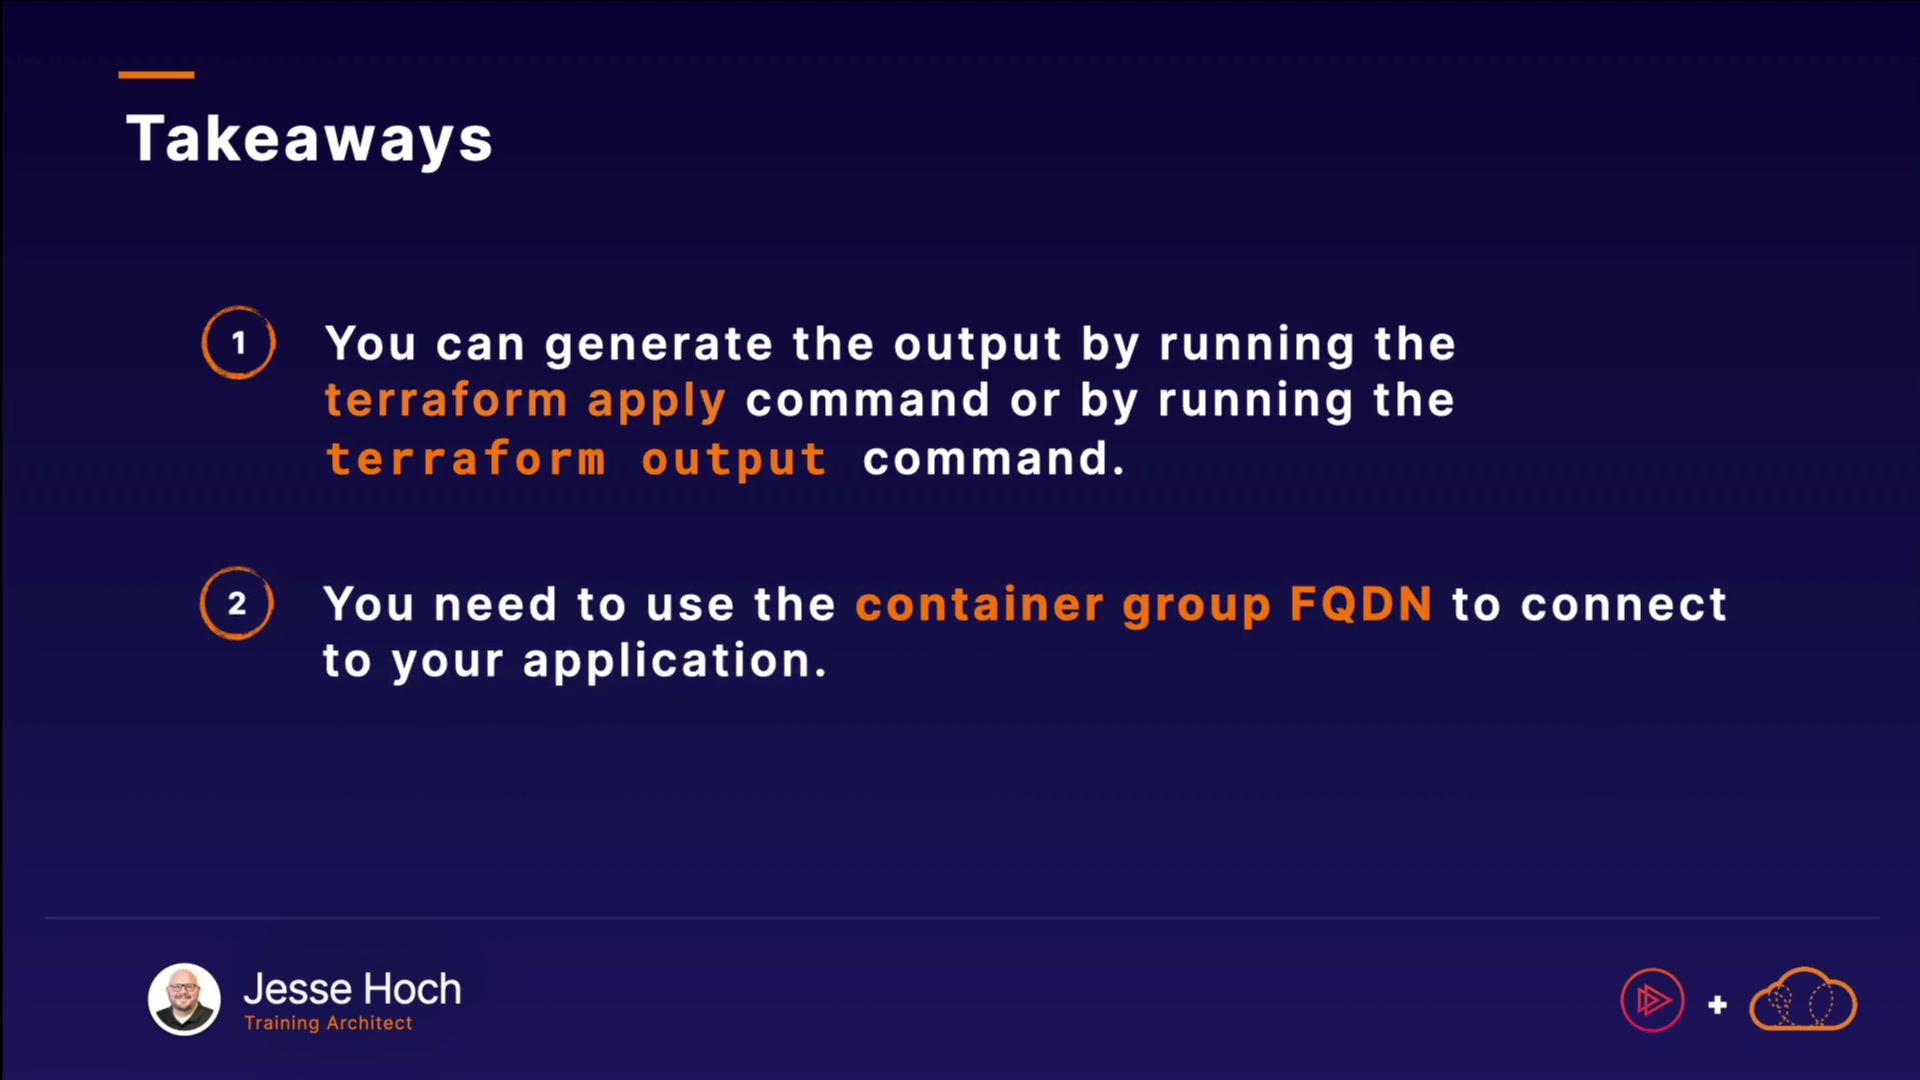 Takeaways
1
You can generate the output by running the
terraform apply command or by running the
terraform output command.
2
You need to use the container group FQDN to connect
to your application.
Jesse Hoch
Training Architect
+